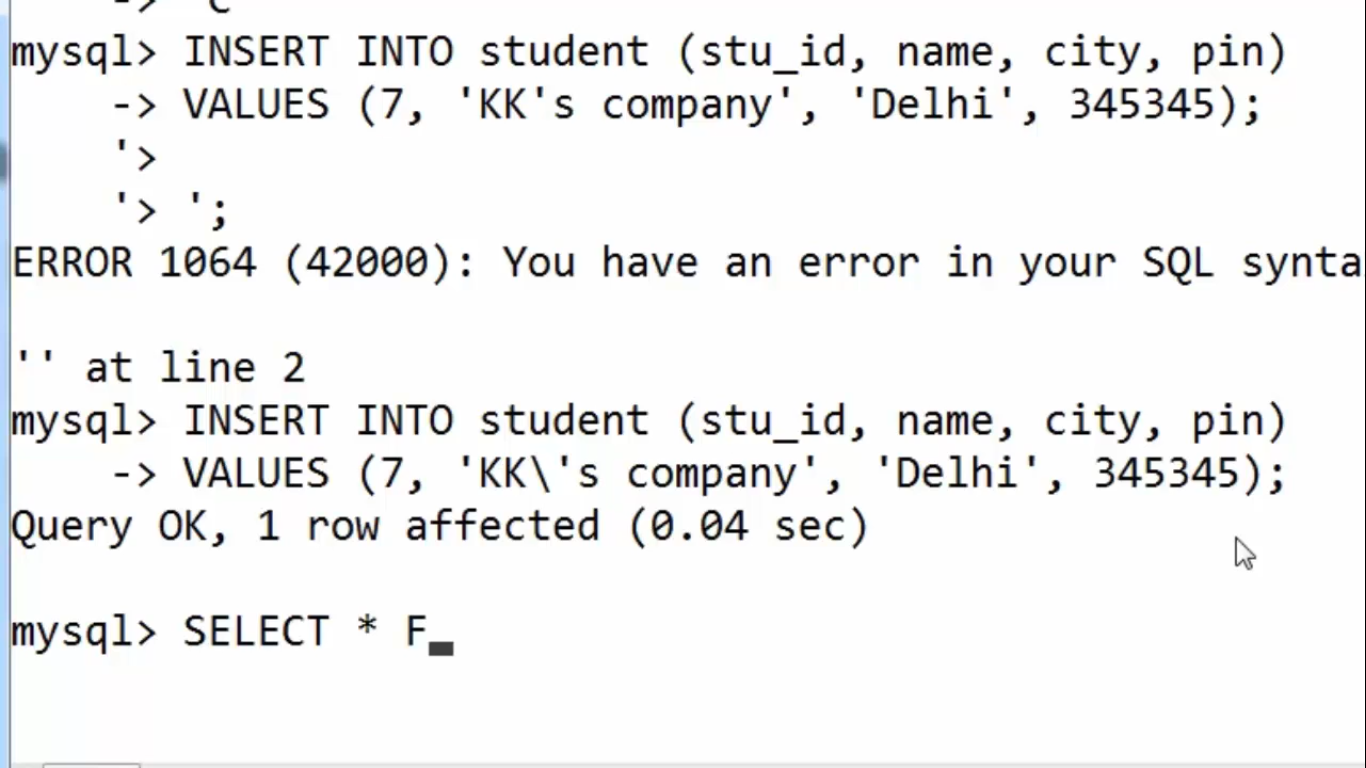 -> 'c
mysql> INSERT INTO student (stu_id, name, city, pin)
-> VALUES (7, 'KK's company', 'Delhi', 345345);
'>
'> ';
ERROR 1064 (42000): You have an error in your SQL synta
'' at line 2
mysql> INSERT INTO student (stu_id, name, city, pin)
-> VALUES (7, 'KK\'s company', 'Delhi', 345345);
Query OK, 1 row affected (0.04 sec)
mysql> SELECT * F